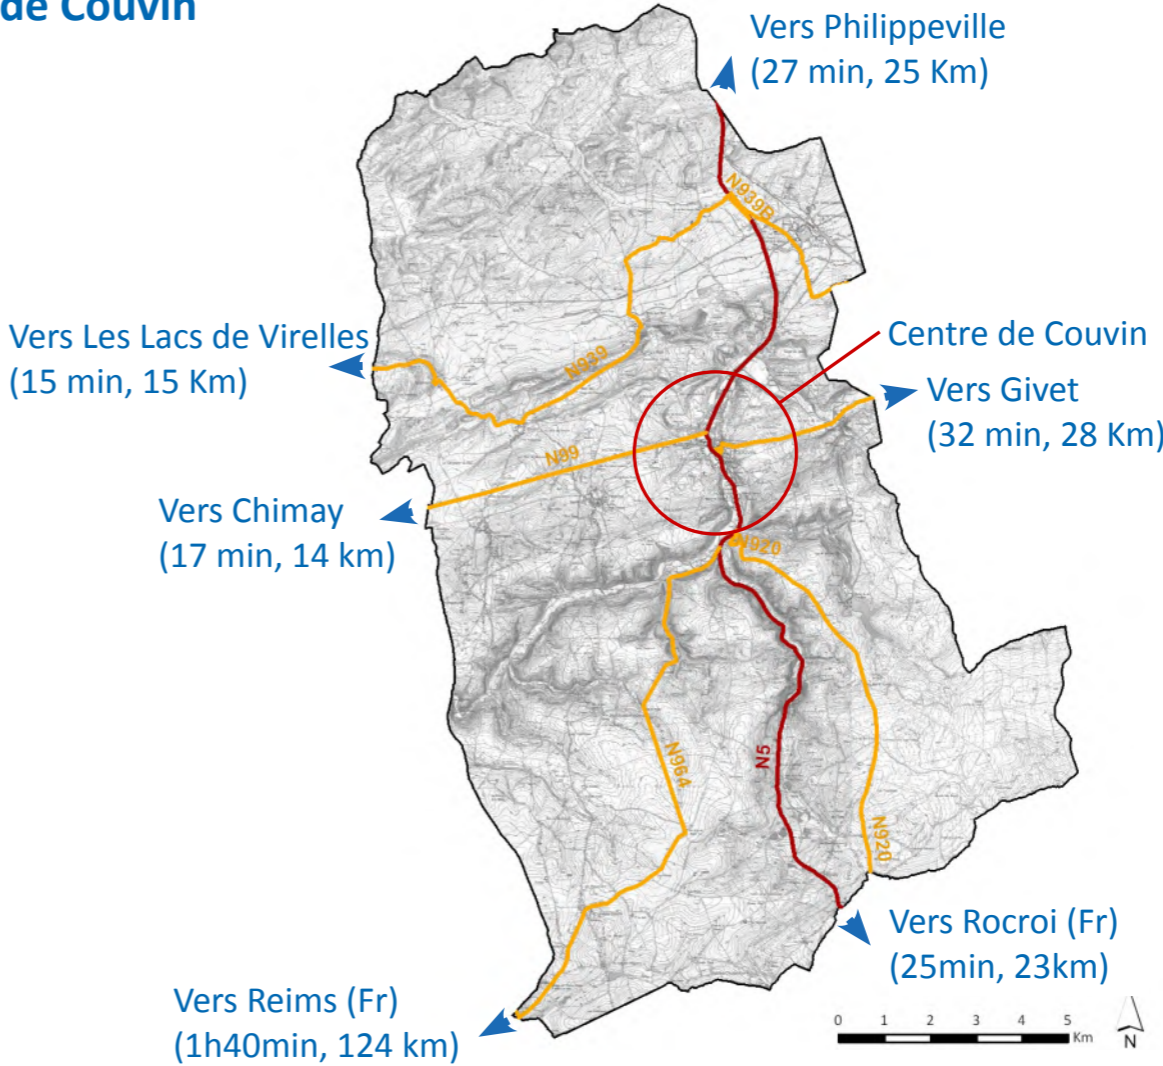 de Couvin
Vers Philippeville
(27 min, 25 Km)
N939B
Vers Les Lacs de Virelles
(15 min, 15 Km)
Centre de Couvin
N939
Vers Givet
(32 min, 28 Km)
N99
Vers Chimay
(17 min, 14 km)
N920
N964
N5
N920
Vers Rocroi (Fr)
(25min, 23km)
Vers Reims (Fr)
(1h40min, 124 km)
0 1 2 3 4 5
Km
N